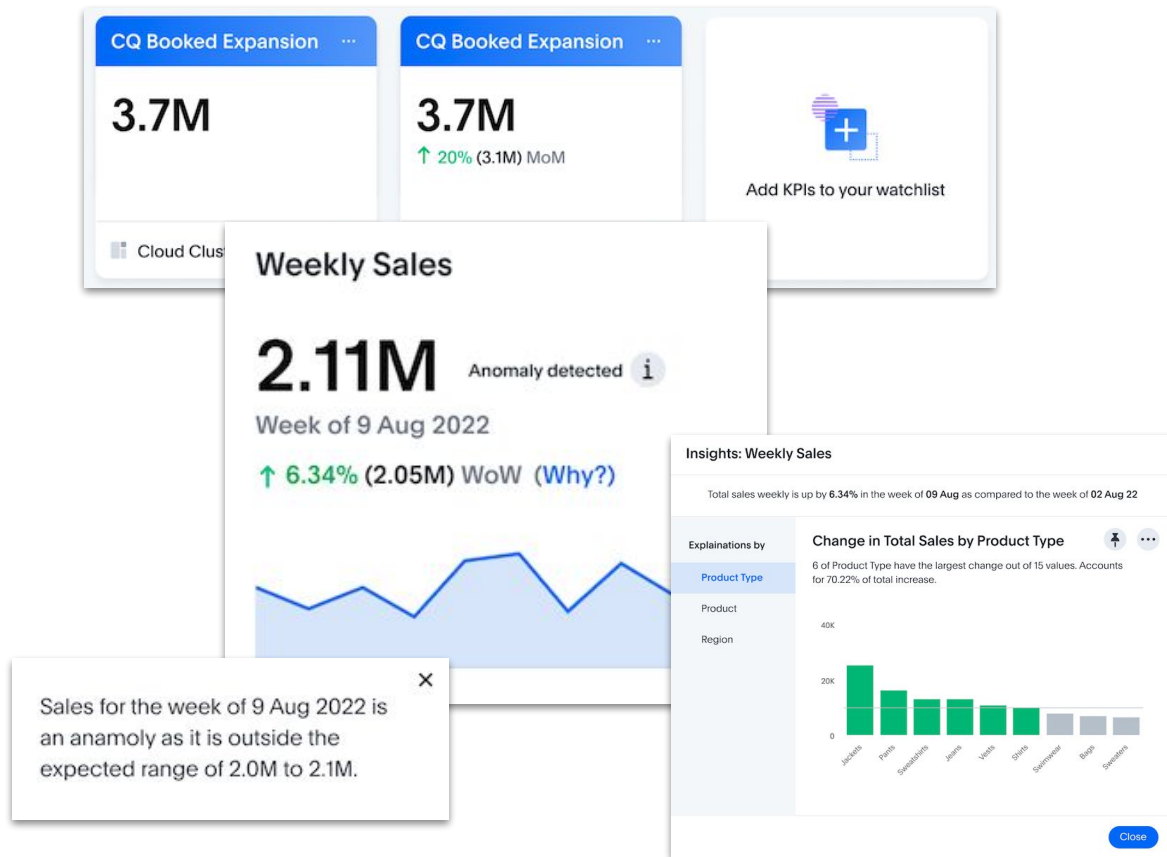 CQ Booked Expansion ...
3.7M
Cloud Clus
CQ Booked Expansion ...
3.7M
↑ 20% (3.1M) MoM
Add KPIs to your watchlist
Weekly Sales
2.11M Anomaly detected i
Week of 9 Aug 2022
↑ 6.34% (2.05M) WoW (Why?)
Sales for the week of 9 Aug 2022 is
an anamoly as it is outside the
expected range of 2.0M to 2.1M.
Insights: Weekly Sales
Total sales weekly is up by 6.34% in the week of 09 Aug as compared to the week of 02 Aug 22
Explainations by
Product Type
Product
Region
Change in Total Sales by Product Type
6 of Product Type have the largest change out of 15 values. Accounts
for 70.22% of total increase.
40K
20K
0
Jackets
Pants
Sweatshirts
Jeans
Vests
Shirts
Swimwear
Bags
Sweaters
Close